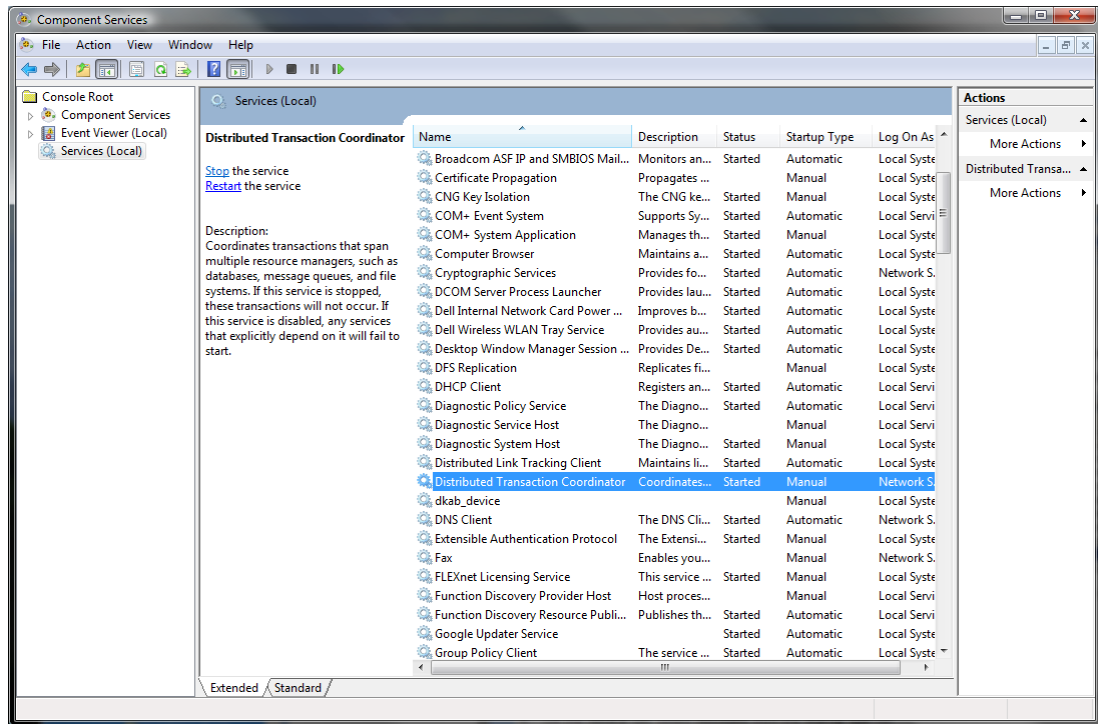 Component Services
File Action View Window Help
Console Root
Component Services
Event Viewer (Local)
Services (Local)
Services (Local)
Distributed Transaction Coordinator
Stop the service
Restart the service
Description:
Coordinates transactions that span
multiple resource managers, such as
databases, message queues, and file
systems. If this service is stopped,
these transactions will not occur. If
this service is disabled, any services
that explicitly depend on it will fail to
start.
Name Description Status Startup Type Log On As
Broadcom ASF IP and SMBIOS Mail... Monitors an... Started Automatic Local Syste
Certificate Propagation Propagates ... Manual Local Syste
CNG Key Isolation The CNG ke... Started Manual Local Syste
COM+ Event System Supports Sy... Started Automatic Local Servi
COM+ System Application Manages th... Started Manual Local Syste
Computer Browser Maintains a... Started Automatic Local Syste
Cryptographic Services Provides fo... Started Automatic Network S.
DCOM Server Process Launcher Provides lau... Started Automatic Local Syste
Dell Internal Network Card Power ... Improves b... Started Automatic Local Syste
Dell Wireless WLAN Tray Service Provides au... Started Automatic Local Syste
Desktop Window Manager Session ... Provides De... Started Automatic Local Syste
DFS Replication Replicates fi... Manual Local Syste
DHCP Client Registers an... Started Automatic Local Servi
Diagnostic Policy Service The Diagno... Started Automatic Local Servi
Diagnostic Service Host The Diagno... Manual Local Servi
Diagnostic System Host The Diagno... Started Manual Local Syste
Distributed Link Tracking Client Maintains li... Started Automatic Local Syste
Distributed Transaction Coordinator Coordinates... Started Manual Network S.
dkab_device Manual Local Syste
DNS Client The DNS Cli... Started Automatic Network S.
Extensible Authentication Protocol The Extensi... Started Manual Local Syste
Fax Enables you... Manual Network S.
FLEXnet Licensing Service This service ... Started Manual Local Syste
Function Discovery Provider Host Host proces... Manual Local Servi
Function Discovery Resource Publi... Publishes th... Started Automatic Local Servi
Google Updater Service Started Automatic Local Syste
Group Policy Client The service ... Started Automatic Local Syste
Extended Standard
Actions
Services (Local)
More Actions
Distributed Transa...
More Actions